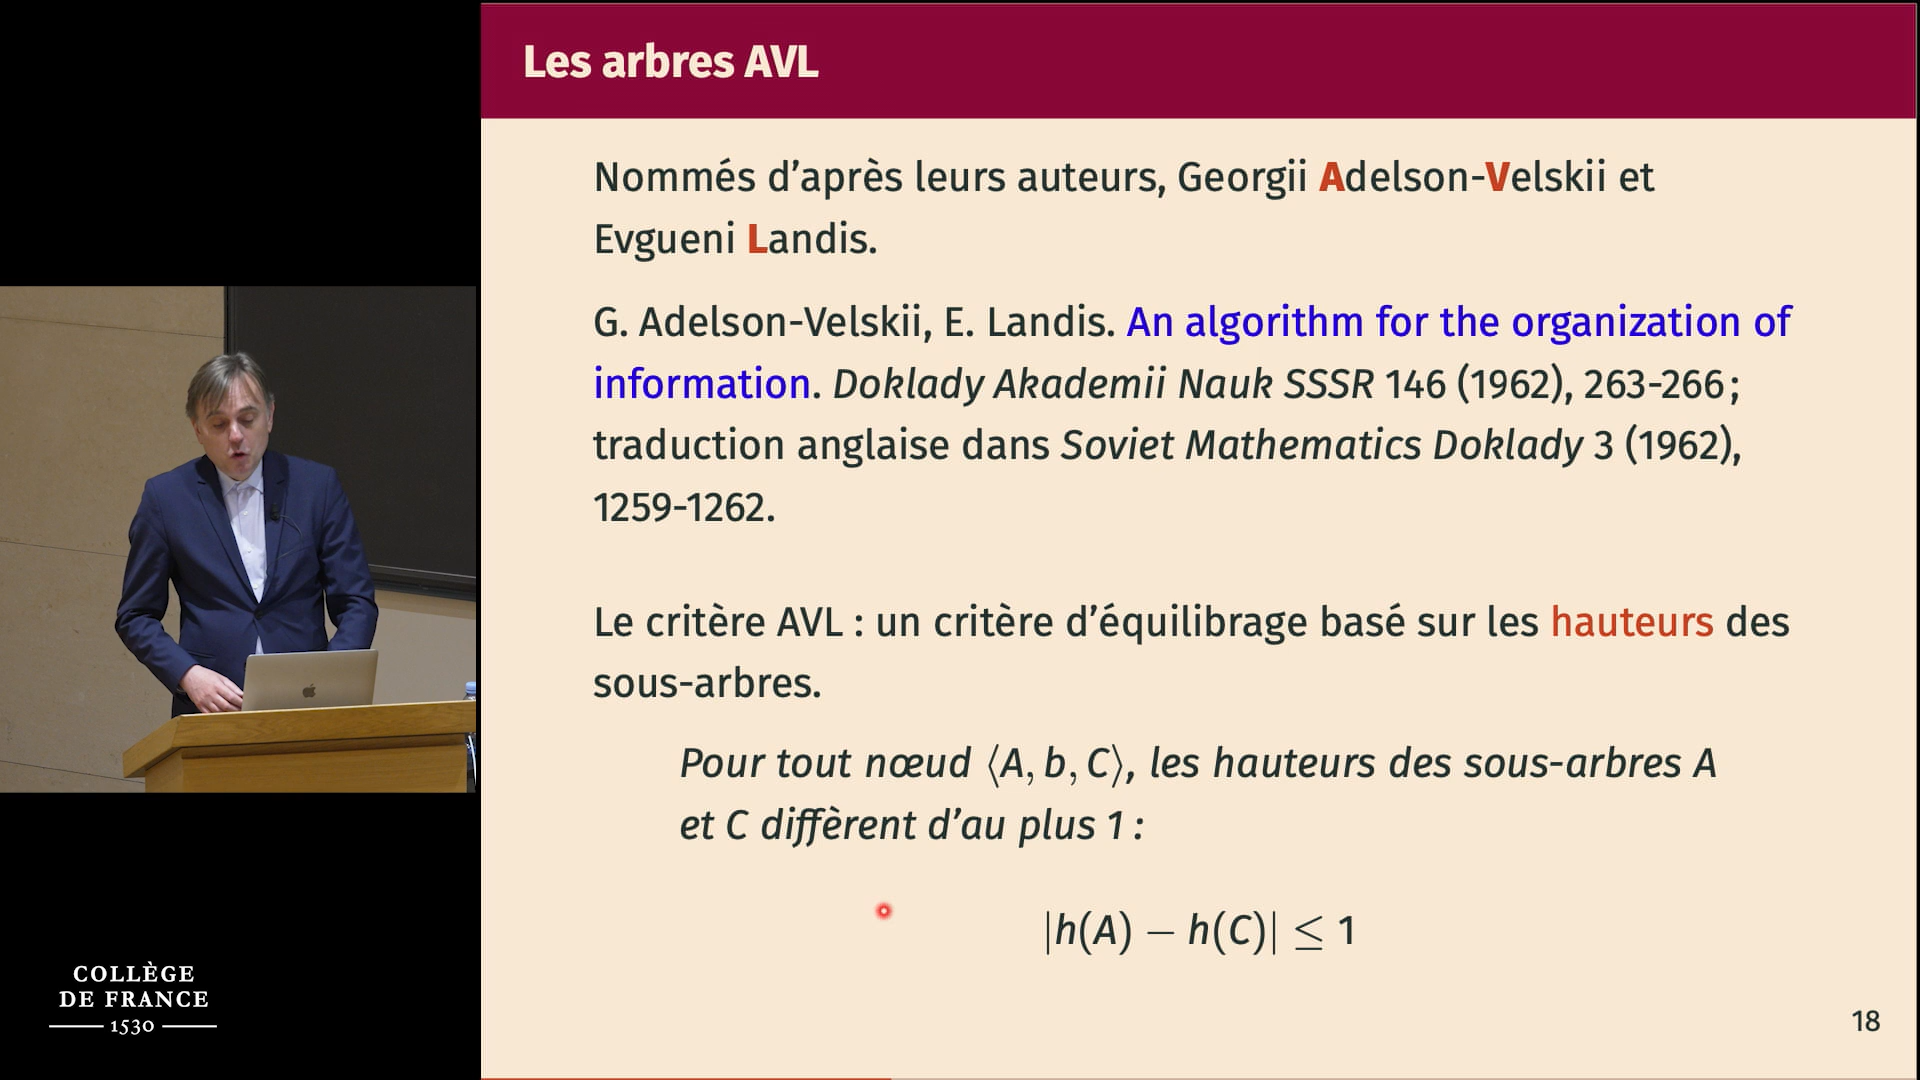 Les arbres AVL
Nommés d’après leurs auteurs, Georgii Adelson-Velskii et
Evgueni Landis.
G. Adelson-Velskii, E. Landis. An algorithm for the organization of
information. Doklady Akademii Nauk SSSR 146 (1962), 263-266 ;
traduction anglaise dans Soviet Mathematics Doklady 3 (1962),
1259-1262.
Le critère AVL : un critère d’équilibrage basé sur les hauteurs des
sous-arbres.
Pour tout nœud ⟨A, b, C⟩, les hauteurs des sous-arbres A
et C diffèrent d’au plus 1 :
|h(A) − h(C)| ≤ 1
18
COLLÈGE
DE FRANCE
1530